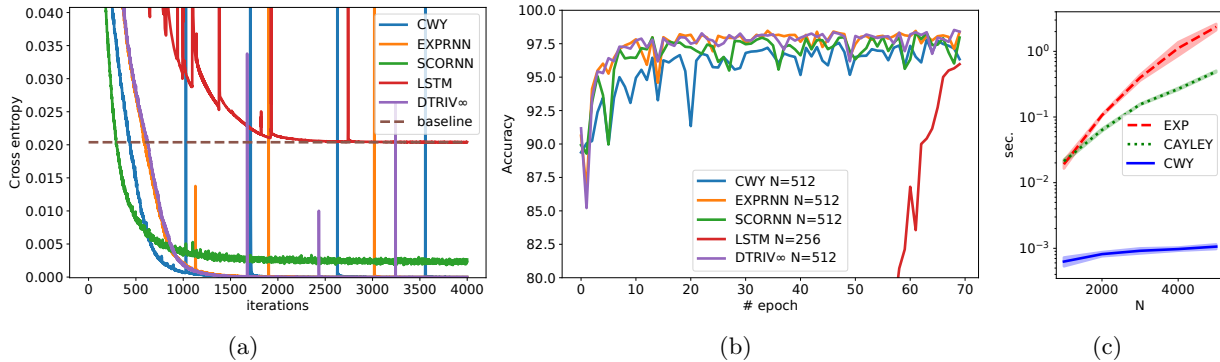 0.040
0.035
0.030
0.025
0.020
0.015
0.010
0.005
0.000
Cross entropy
0 500 1000 1500 2000 2500 3000 3500 4000
iterations
CWY
EXPRNN
SCORNN
LSTM
DTRIV∞
baseline
(a)
100.0
97.5
95.0
92.5
90.0
87.5
85.0
82.5
80.0
Accuracy
0 10 20 30 40 50 60 70
# epoch
CWY N=512
EXPRNN N=512
SCORNN N=512
LSTM N=256
DTRIV∞ N=512
(b)
10⁰
10⁻¹
10⁻²
10⁻³
sec.
2000 4000
N
EXP
CAYLEY
CWY
(c)